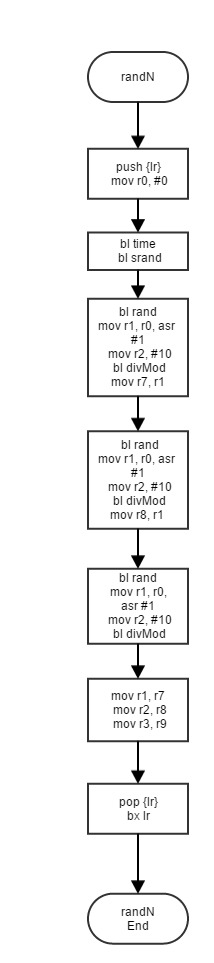 randN
push {lr}
mov r0, #0
bl time
bl srand
bl rand
mov r1, r0, asr
#1
mov r2, #10
bl divMod
mov r7, r1
bl rand
mov r1, r0, asr
#1
mov r2, #10
bl divMod
mov r8, r1
bl rand
mov r1, r0,
asr #1
mov r2, #10
bl divMod
mov r1, r7
mov r2, r8
mov r3, r9
pop {lr}
bx lr
randN
End